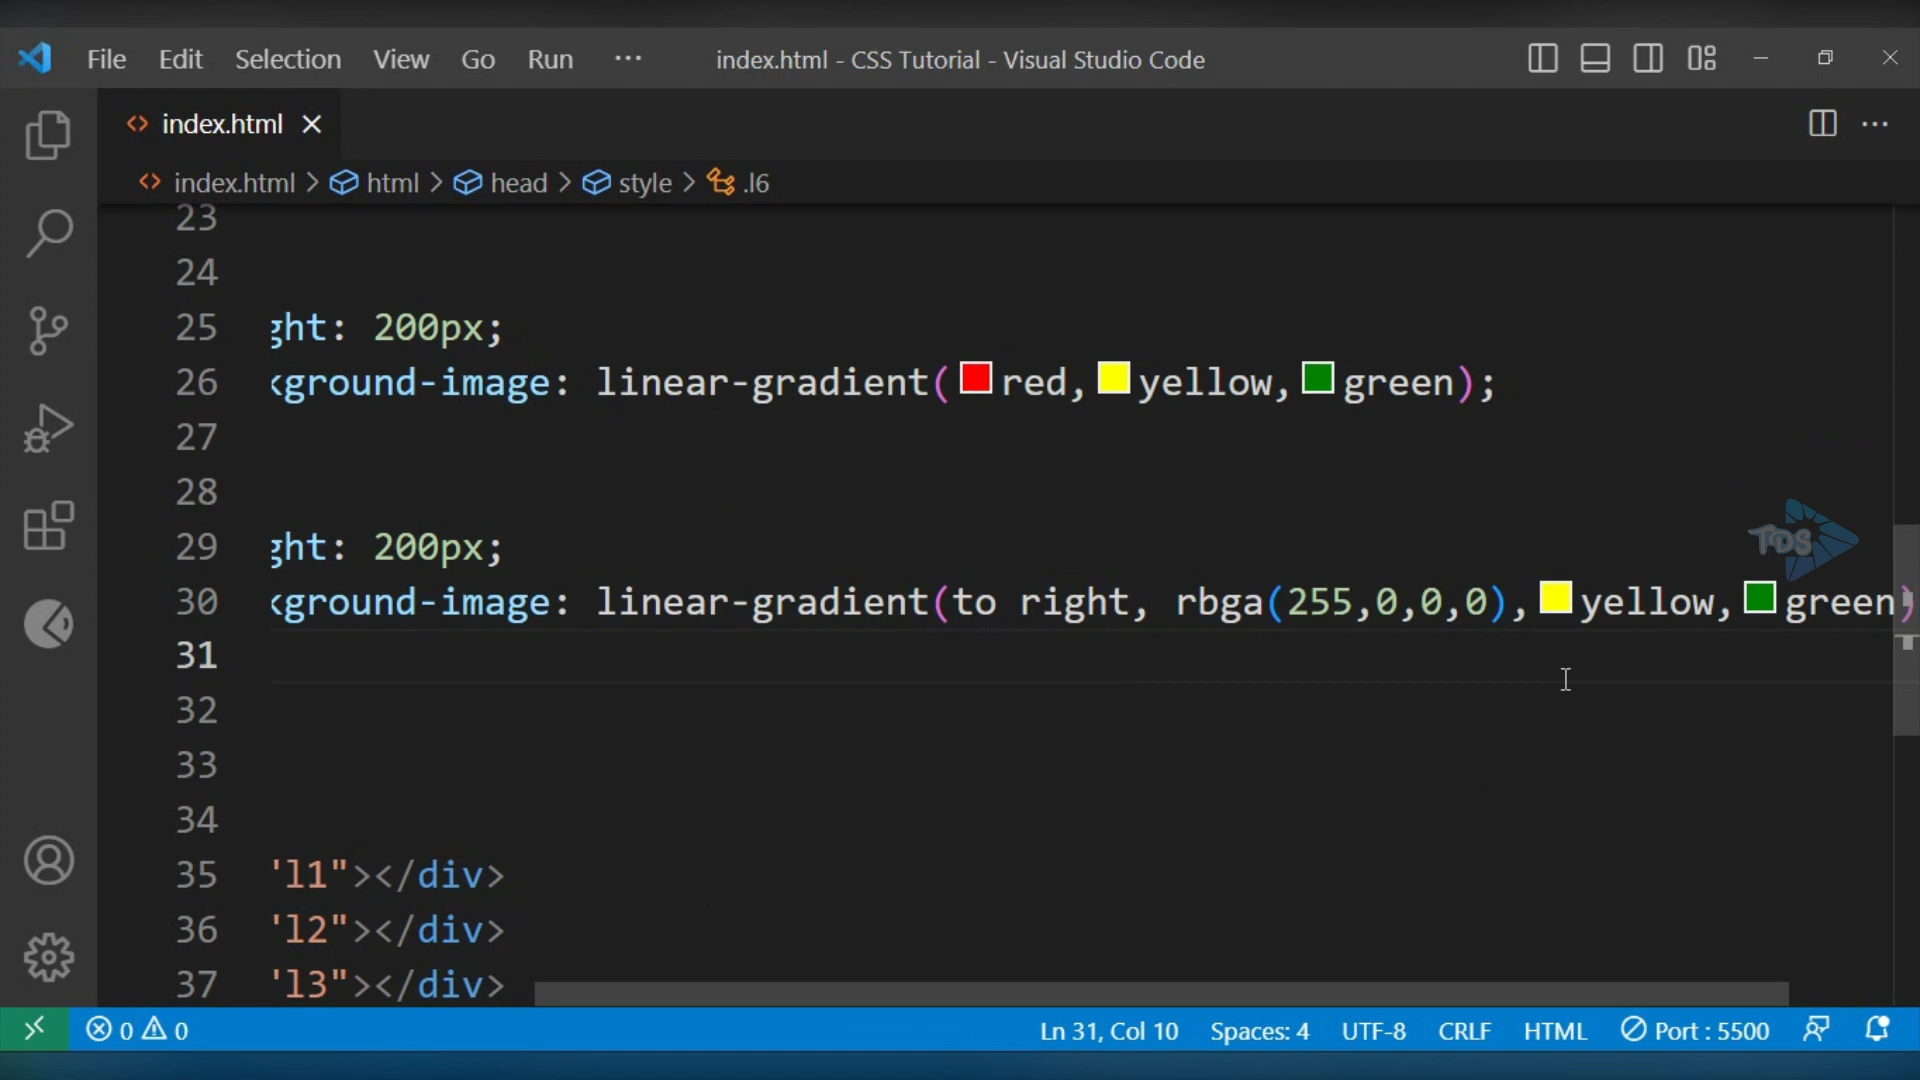 File Edit Selection View Go Run ··· index.html - CSS Tutorial - Visual Studio Code
index.html
index.html > html > head > style > .l6
23
24
25 ght: 200px;
26 kground-image: linear-gradient(red,yellow,green);
27
28
29 ght: 200px;
30 kground-image: linear-gradient(to right, rbga(255,0,0,0),yellow,green)
31
32
33
34
35 "l1"></div>
36 "l2"></div>
37 "l3"></div>
TDS
0 0 Ln 31, Col 10 Spaces: 4 UTF-8 CRLF HTML Port : 5500